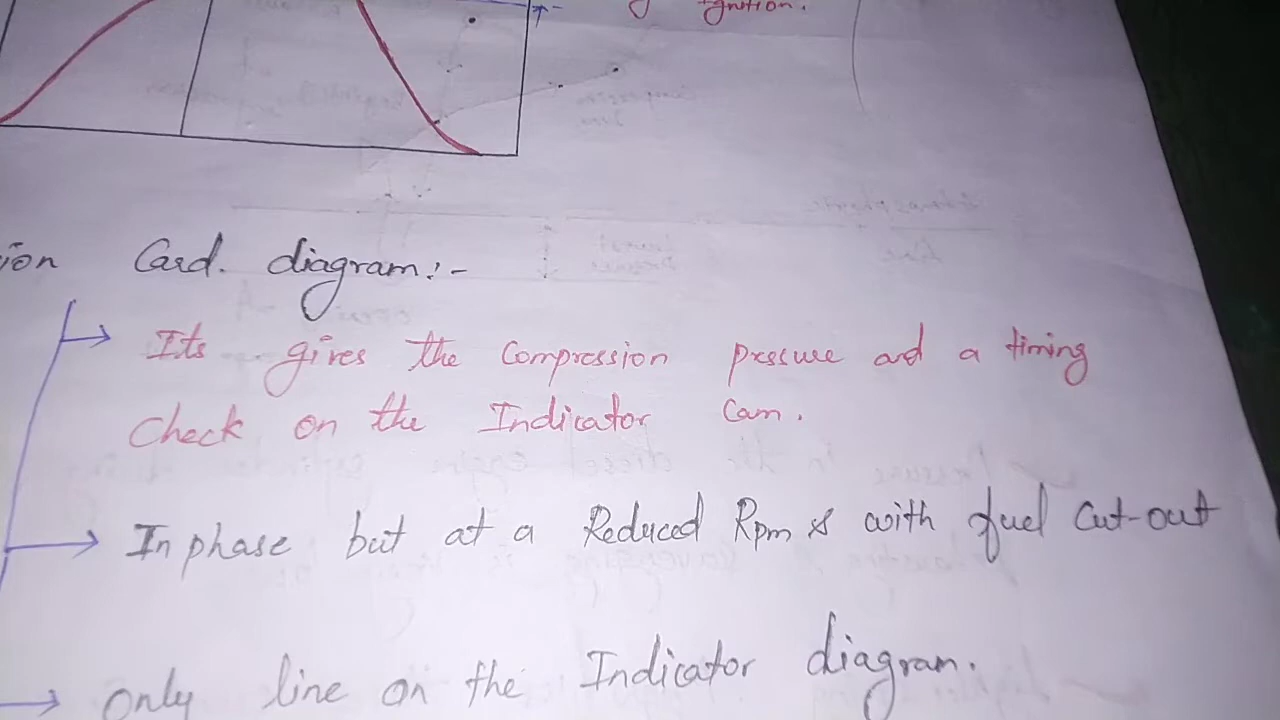 ignition.
ion Card. diagram:-
Its gives the Compression pressure and a timing
check on the Indicator Cam.
In phase but at a Reduced Rpm & with fuel cut-out
only line on the Indicator diagram.